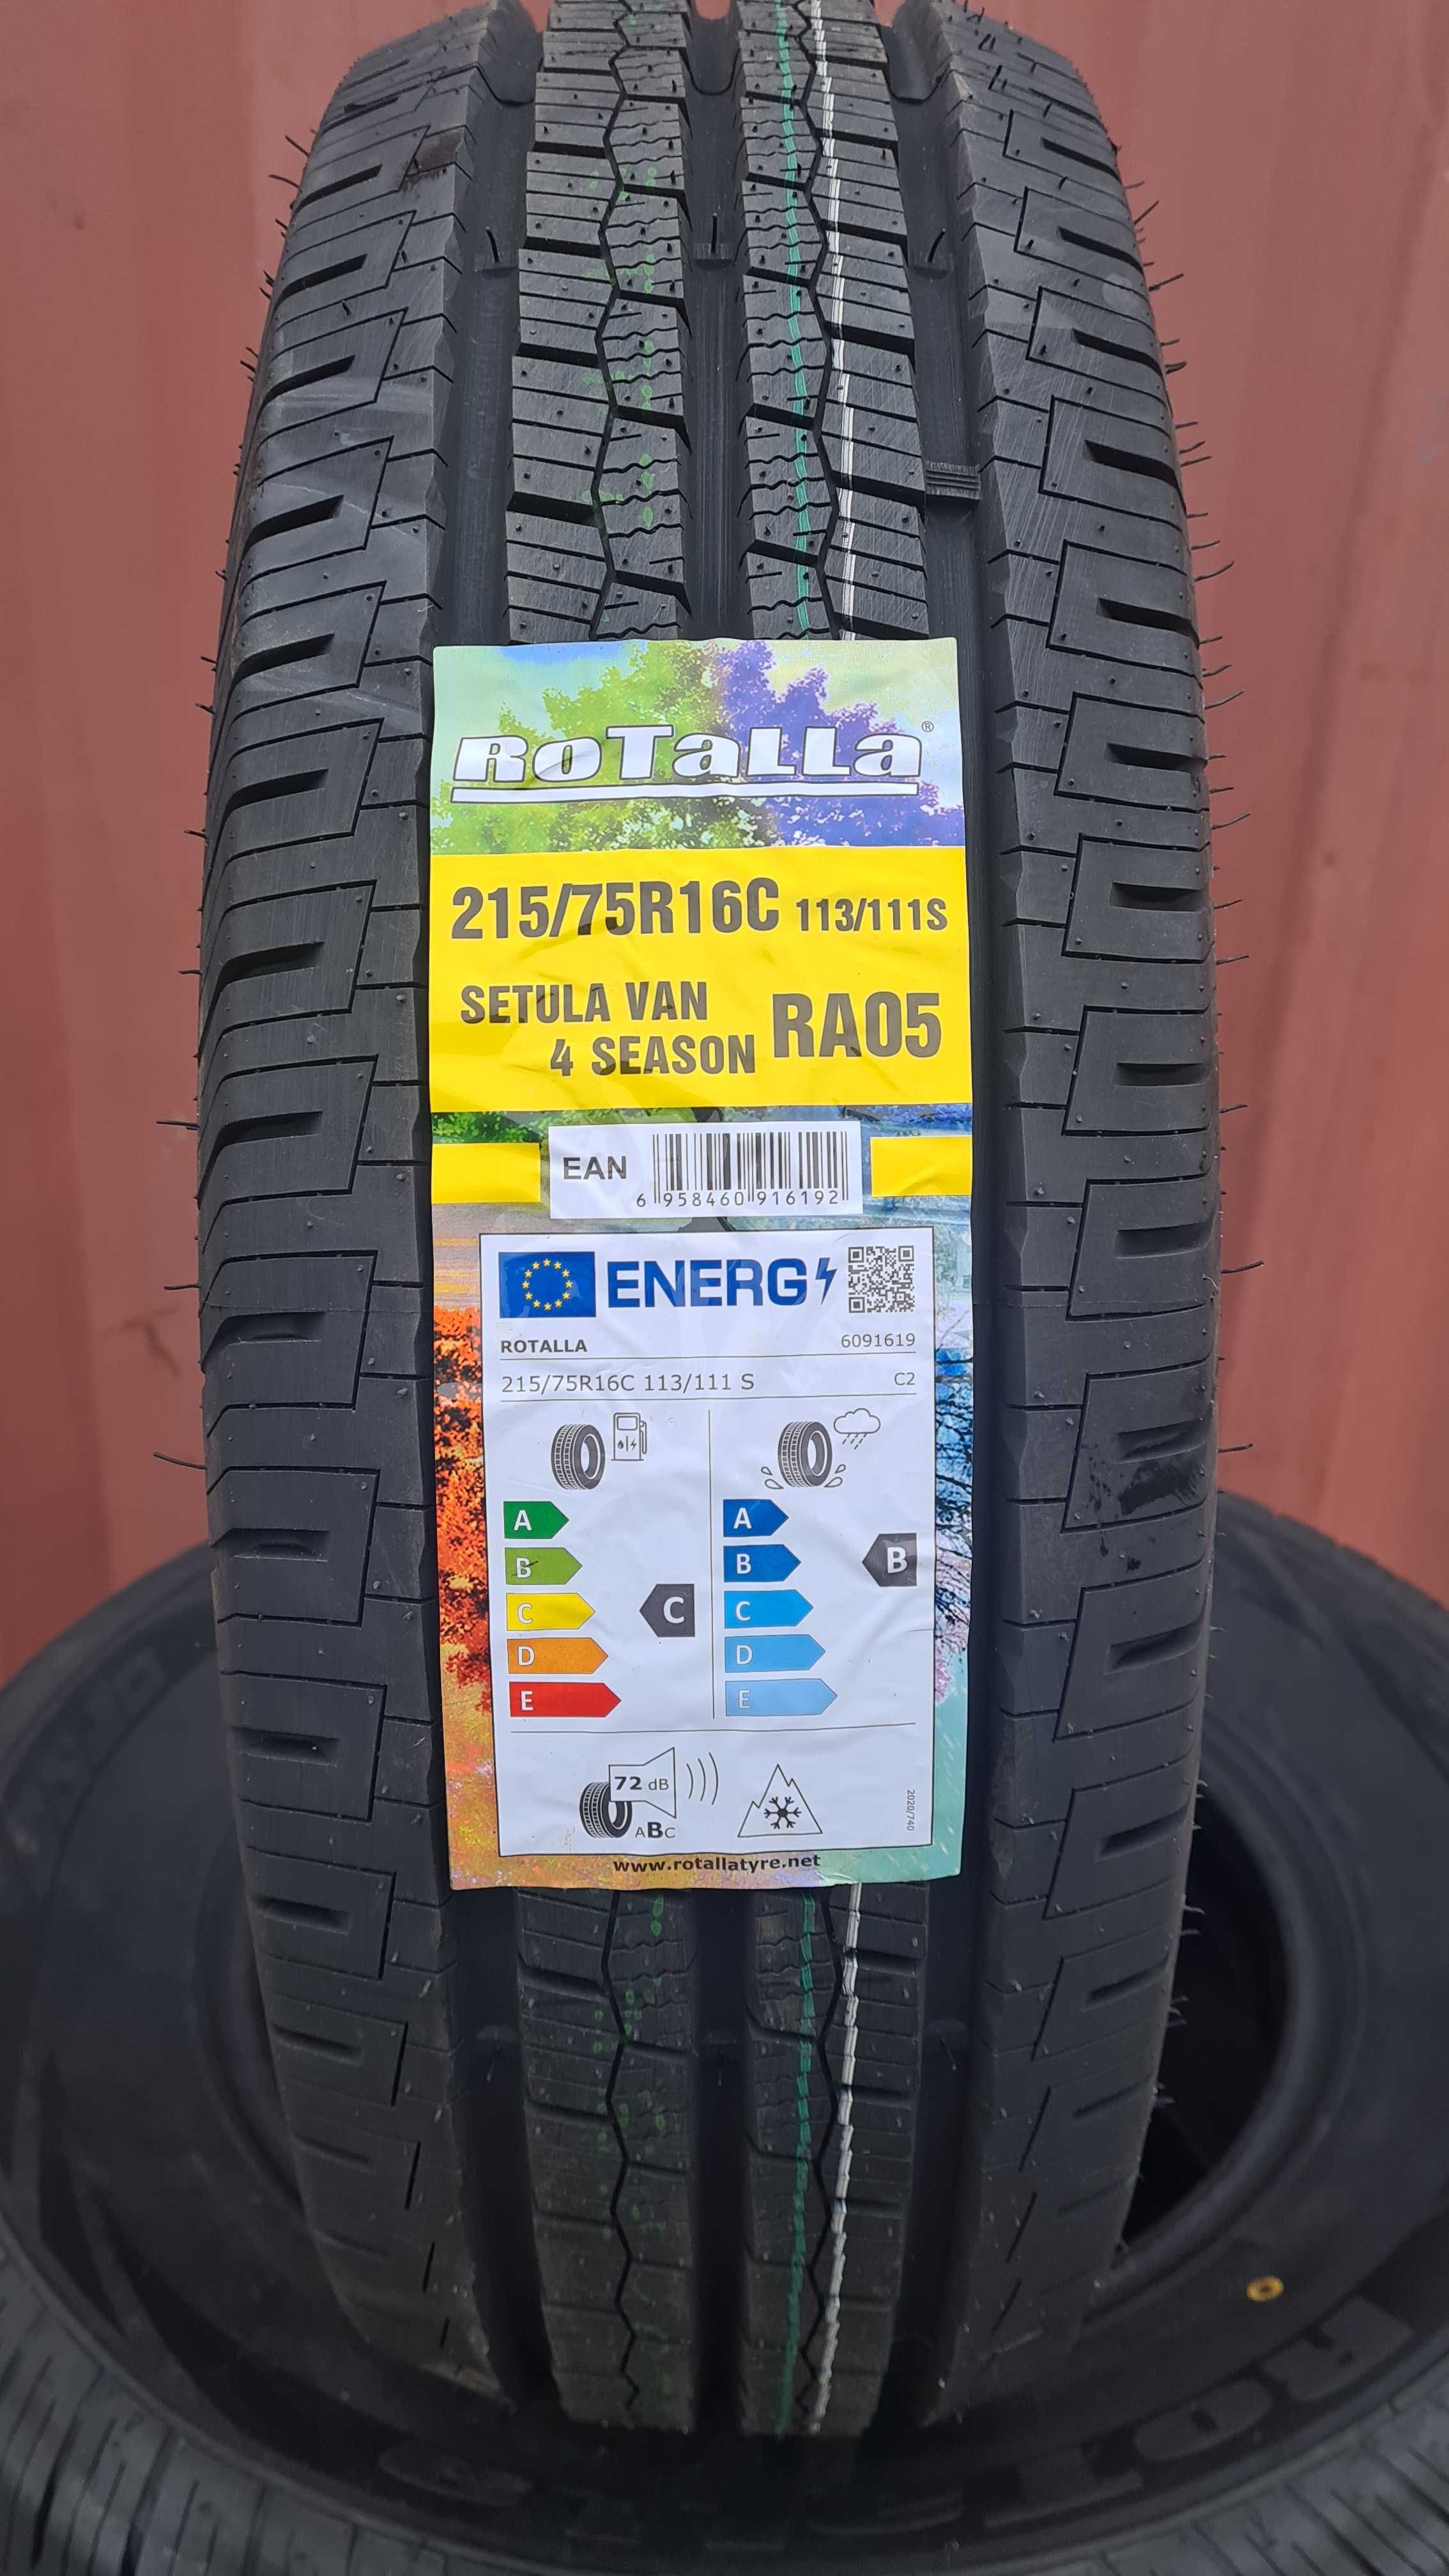 RoTaLLa®
215/75R16C 113/111S
SETULA VAN
4 SEASON RA05
EAN
6 958460 916192
ENERG
ROTALLA 6091619
215/75R16C 113/111 S C2
A A
B B B
C C C
D D
E E
72 dB
ABC
2020/740
www.rotallatyre.net